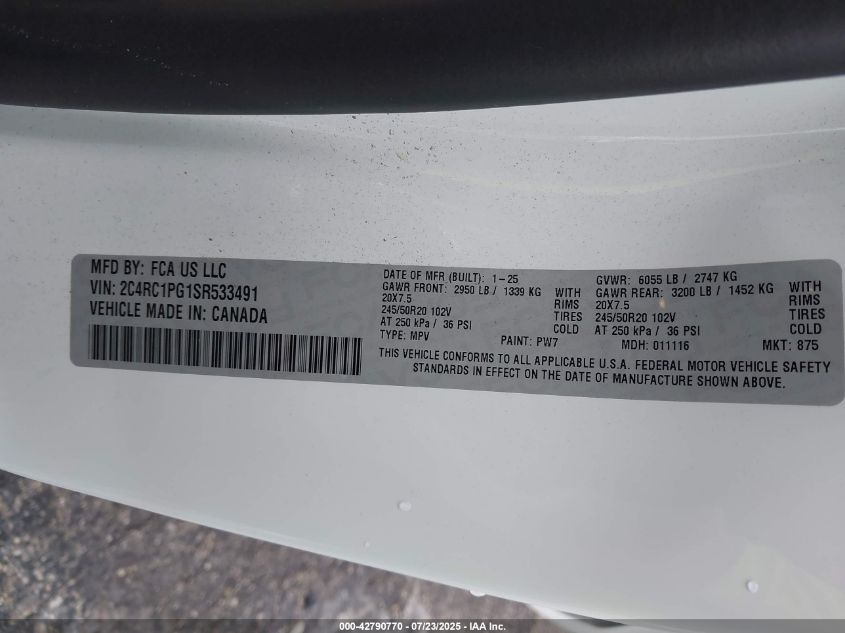 MFD BY: FCA US LLC
VIN: 2C4RC1PG1SR533491
VEHICLE MADE IN: CANADA
DATE OF MFR (BUILT): 1-25
GAWR FRONT: 2950 LB / 1339 KG WITH
20X7.5 RIMS
245/50R20 102V TIRES
AT 250 kPa / 36 PSI COLD
TYPE: MPV PAINT: PW7
GVWR: 6055 LB / 2747 KG
GAWR REAR: 3200 LB / 1452 KG WITH
20X7.5 RIMS
245/50R20 102V TIRES
AT 250 kPa / 36 PSI COLD
MDH: 011116 MKT: 875
THIS VEHICLE CONFORMS TO ALL APPLICABLE U.S.A. FEDERAL MOTOR VEHICLE SAFETY
STANDARDS IN EFFECT ON THE DATE OF MANUFACTURE SHOWN ABOVE.
000-42790770 - 07/23/2025 - IAA Inc.